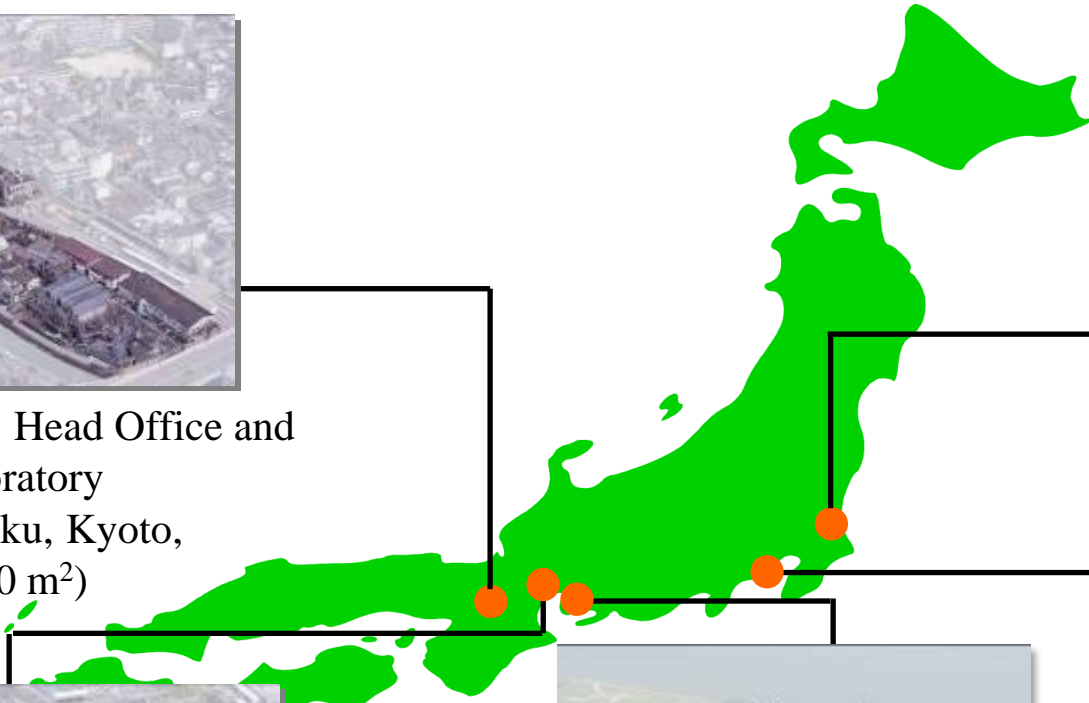 Head Office and
oratory
ku, Kyoto,
0 m²)